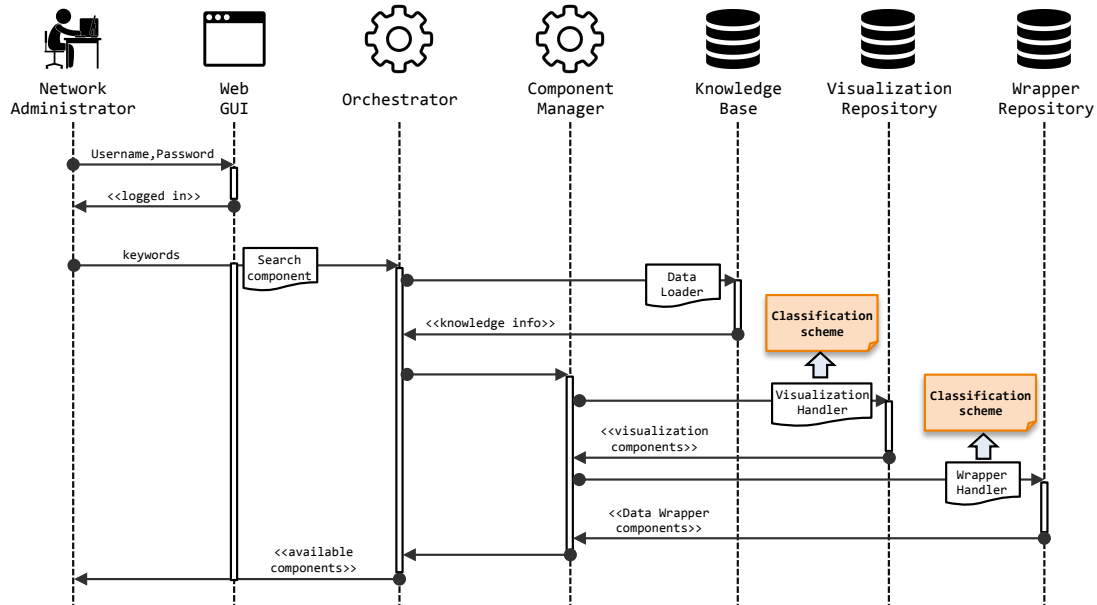 Network
Administrator
Web
GUI
Orchestrator
Component
Manager
Knowledge
Base
Visualization
Repository
Wrapper
Repository
Username,Password
<<logged in>>
keywords
Search
component
Data
Loader
<<knowledge info>>
Classification
scheme
Visualization
Handler
Classification
scheme
<<visualization
components>>
Wrapper
Handler
<<Data Wrapper
components>>
<<available
components>>